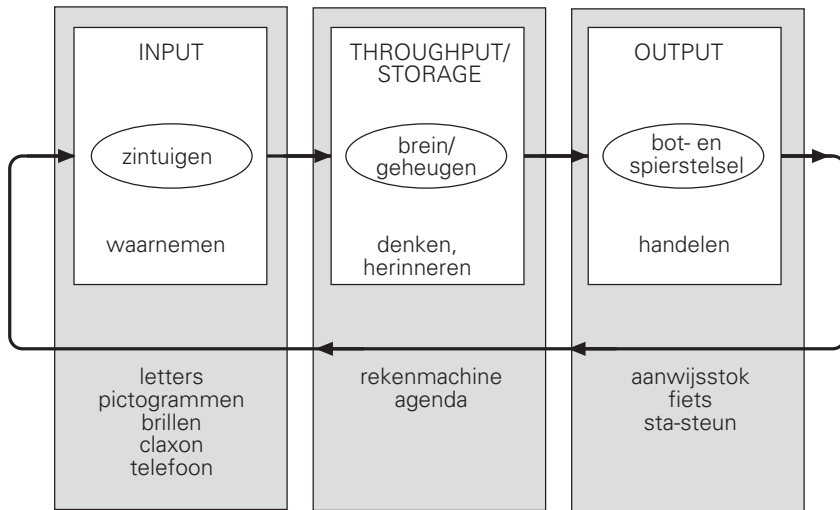 INPUT
zintuigen
waarnemen
letters
pictogrammen
brillen
claxon
telefoon
THROUGHPUT/
STORAGE
brein/
geheugen
denken,
herinneren
rekenmachine
agenda
OUTPUT
bot- en
spierstelsel
handelen
aanwijsstok
fiets
sta-steun